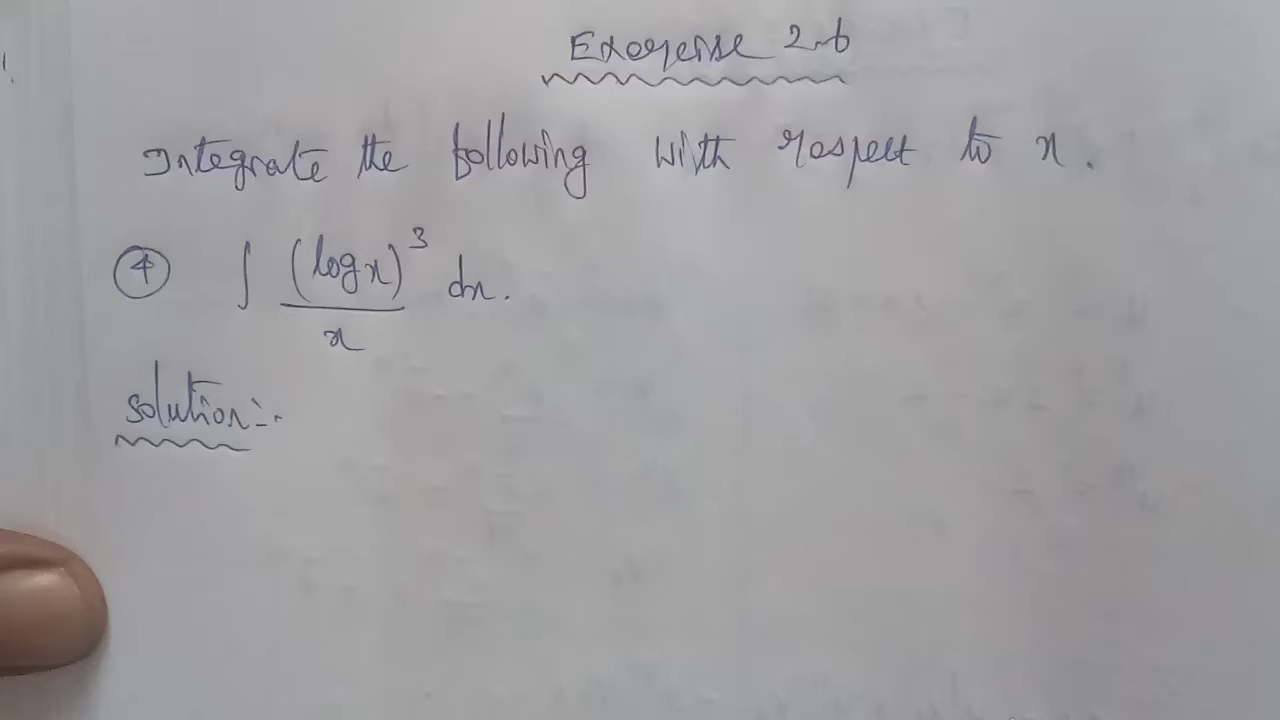 Exercise 2.6
Integrate the following with respect to x.
④ ∫ (log x)³ / x dx.
Solution:-